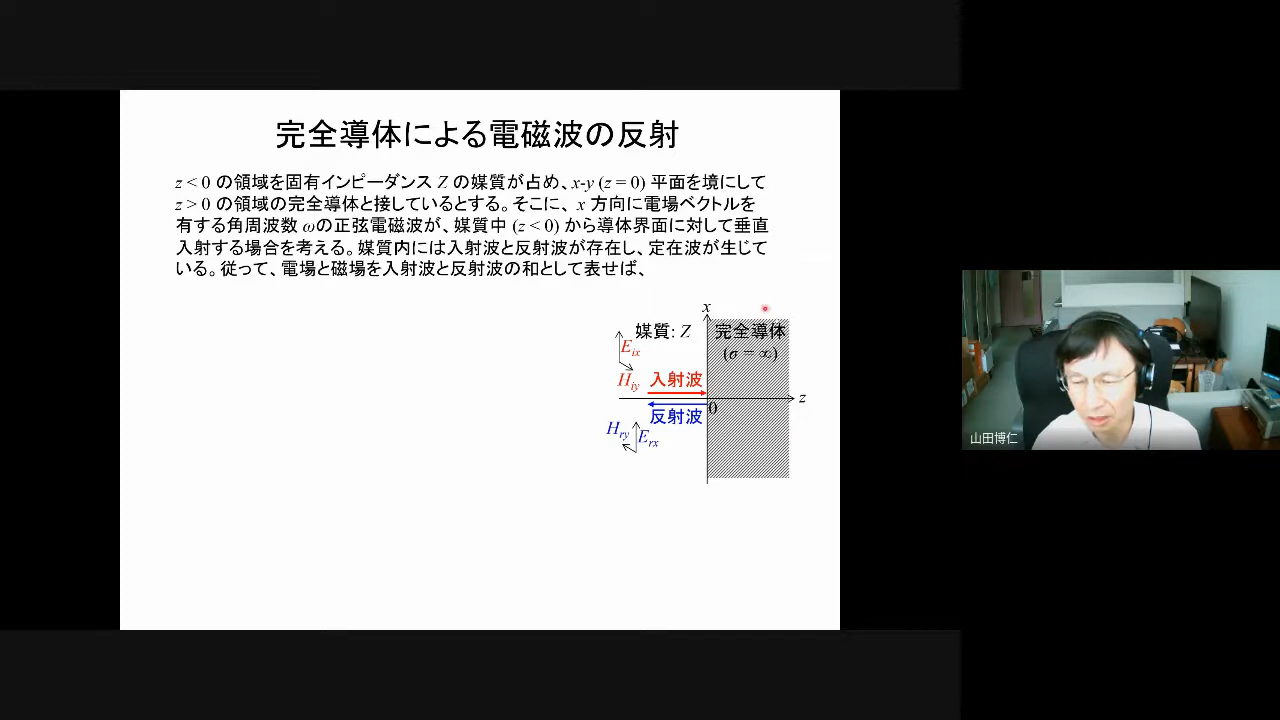 完全導体による電磁波の反射
z < 0 の領域を固有インピーダンス Z の媒質が占め、x-y (z = 0) 平面を境にして
z > 0 の領域の完全導体と接しているとする。そこに、 x 方向に電場ベクトルを
有する角周波数 ωの正弦電磁波が、媒質中 (z < 0) から導体界面に対して垂直
入射する場合を考える。媒質内には入射波と反射波が存在し、定在波が生じて
いる。従って、電場と磁場を入射波と反射波の和として表せば、
x
媒質: Z
完全導体
(σ = ∞)
Eix
Hiy
入射波
z
0
反射波
Hry
Erx
山田博仁